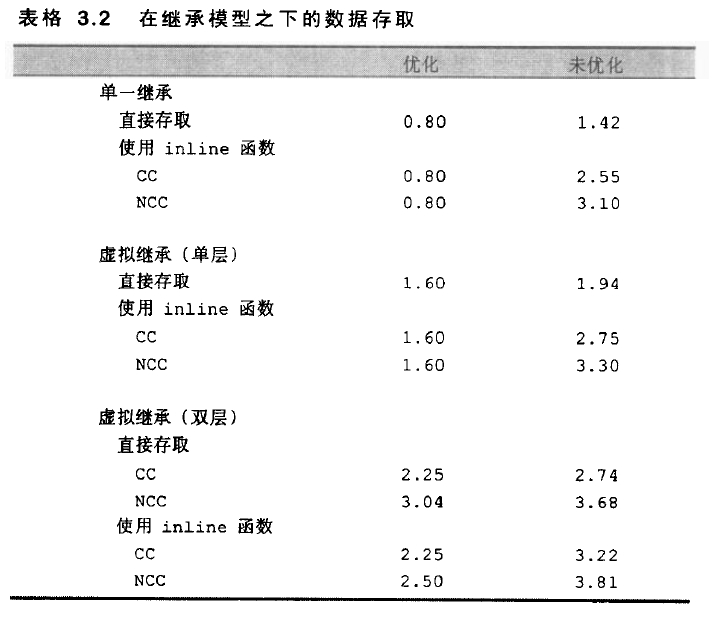 表格 3.2 在继承模型之下的数据存取
优化 未优化
单一继承
直接存取 0.80 1.42
使用 inline 函数
CC 0.80 2.55
NCC 0.80 3.10
虚拟继承（单层）
直接存取 1.60 1.94
使用 inline 函数
CC 1.60 2.75
NCC 1.60 3.30
虚拟继承（双层）
直接存取
CC 2.25 2.74
NCC 3.04 3.68
使用 inline 函数
CC 2.25 3.22
NCC 2.50 3.81